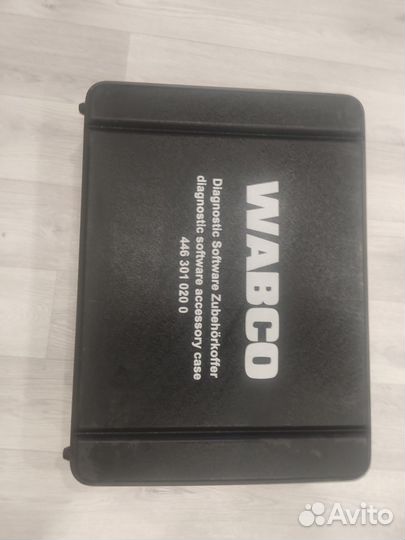 WABCO
Diagnostic Software Zubehörkoffer
diagnostic software accessory case
446 301 020 0
Avito